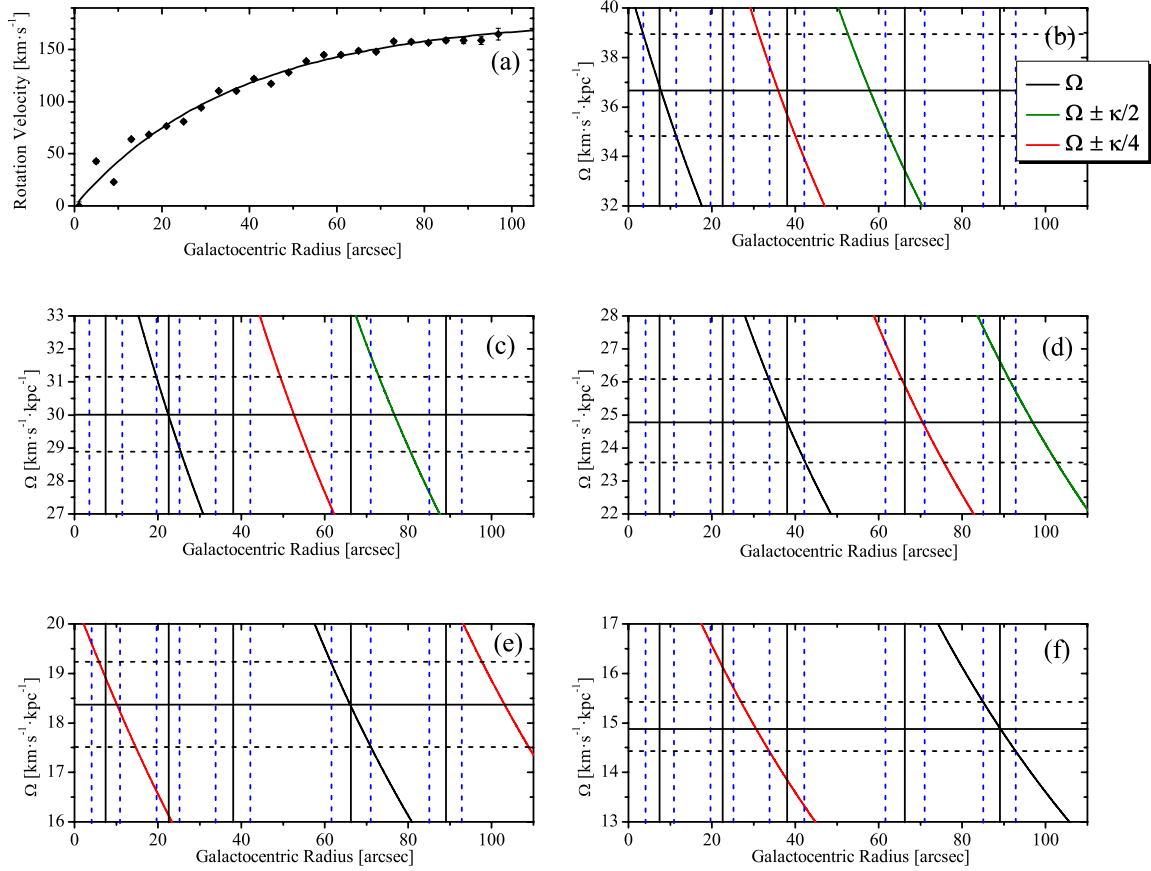 (a)
Rotation Velocity [km·s⁻¹]
150
100
50
0
0 20 40 60 80 100
Galactocentric Radius [arcsec]
(b)
Ω [km·s⁻¹·kpc⁻¹]
40
38
36
34
32
0 20 40 60 80 100
Galactocentric Radius [arcsec]
Ω
Ω ± κ/2
Ω ± κ/4
(c)
Ω [km·s⁻¹·kpc⁻¹]
33
32
31
30
29
28
27
0 20 40 60 80 100
Galactocentric Radius [arcsec]
(d)
Ω [km·s⁻¹·kpc⁻¹]
28
27
26
25
24
23
22
0 20 40 60 80 100
Galactocentric Radius [arcsec]
(e)
Ω [km·s⁻¹·kpc⁻¹]
20
19
18
17
16
0 20 40 60 80 100
Galactocentric Radius [arcsec]
(f)
Ω [km·s⁻¹·kpc⁻¹]
17
16
15
14
13
0 20 40 60 80 100
Galactocentric Radius [arcsec]